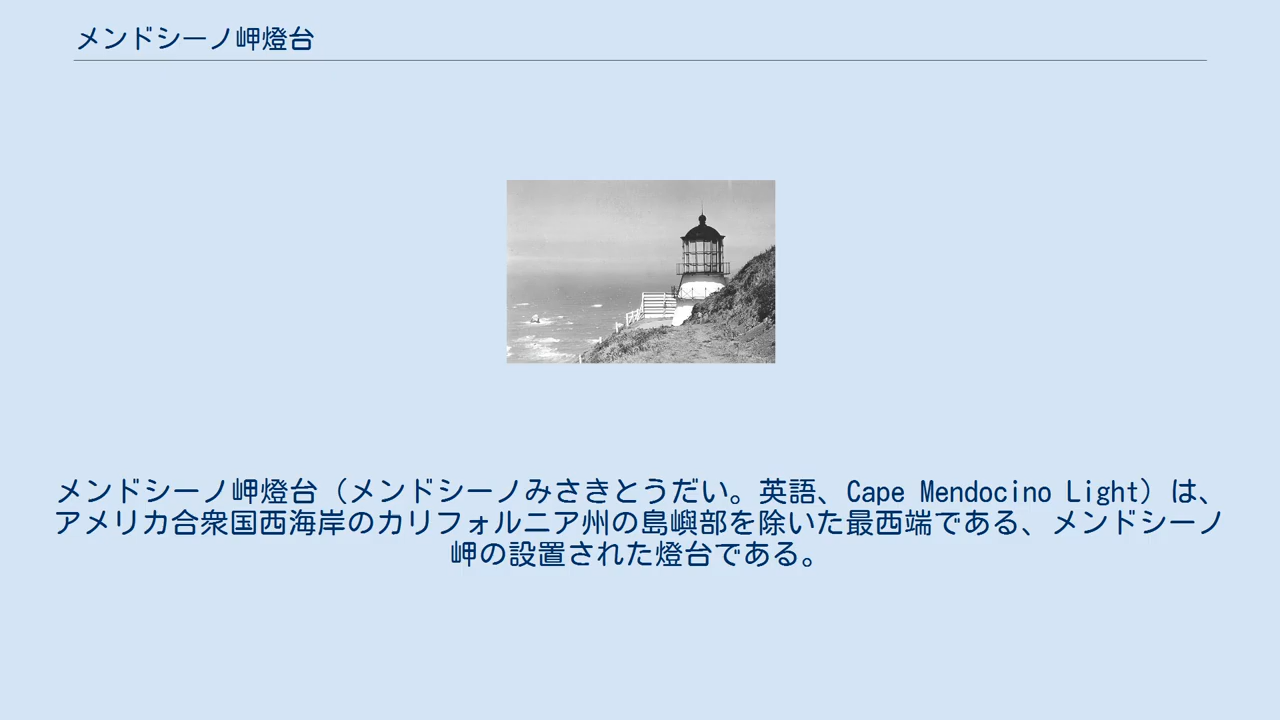 メンドシーノ岬燈台
メンドシーノ岬燈台（メンドシーノみさきとうだい。英語、Cape Mendocino Light）は、
アメリカ合衆国西海岸のカリフォルニア州の島嶼部を除いた最西端である、メンドシーノ
岬の設置された燈台である。